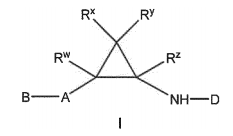 Rx Ry
Rw Rz
B A NH D
I